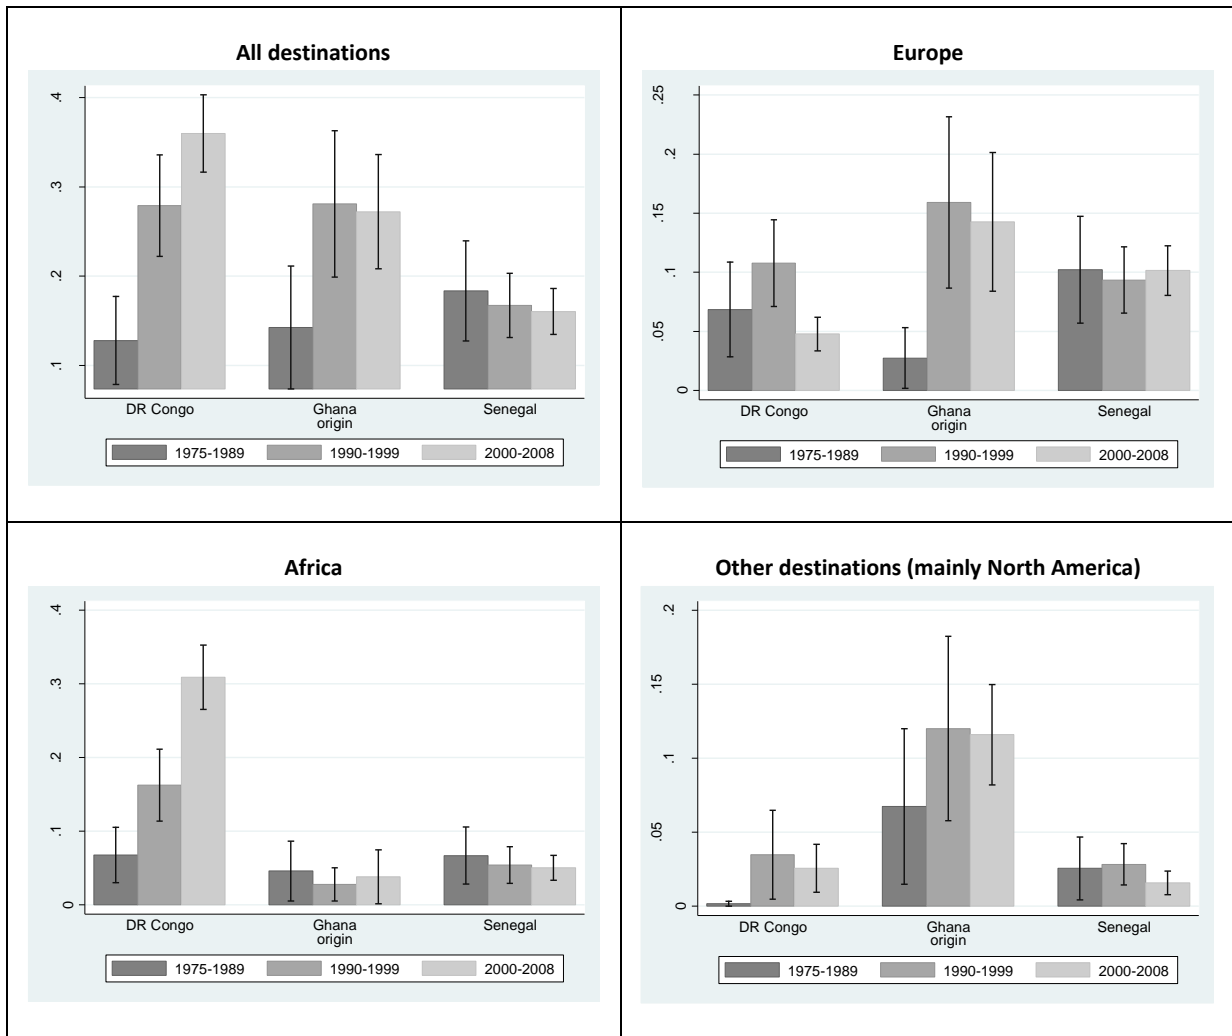 All destinations
.4
.3
.2
.1
DR Congo Ghana Senegal
origin
1975-1989 1990-1999 2000-2008
Europe
.25
.2
.15
.1
.05
0
DR Congo Ghana Senegal
origin
1975-1989 1990-1999 2000-2008
Africa
.4
.3
.2
.1
0
DR Congo Ghana Senegal
origin
1975-1989 1990-1999 2000-2008
Other destinations (mainly North America)
.2
.15
.1
.05
0
DR Congo Ghana Senegal
origin
1975-1989 1990-1999 2000-2008